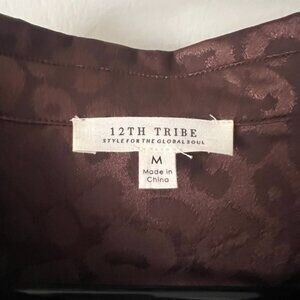 12TH TRIBE
STYLE FOR THE GLOBAL SOUL
M
Made in
China